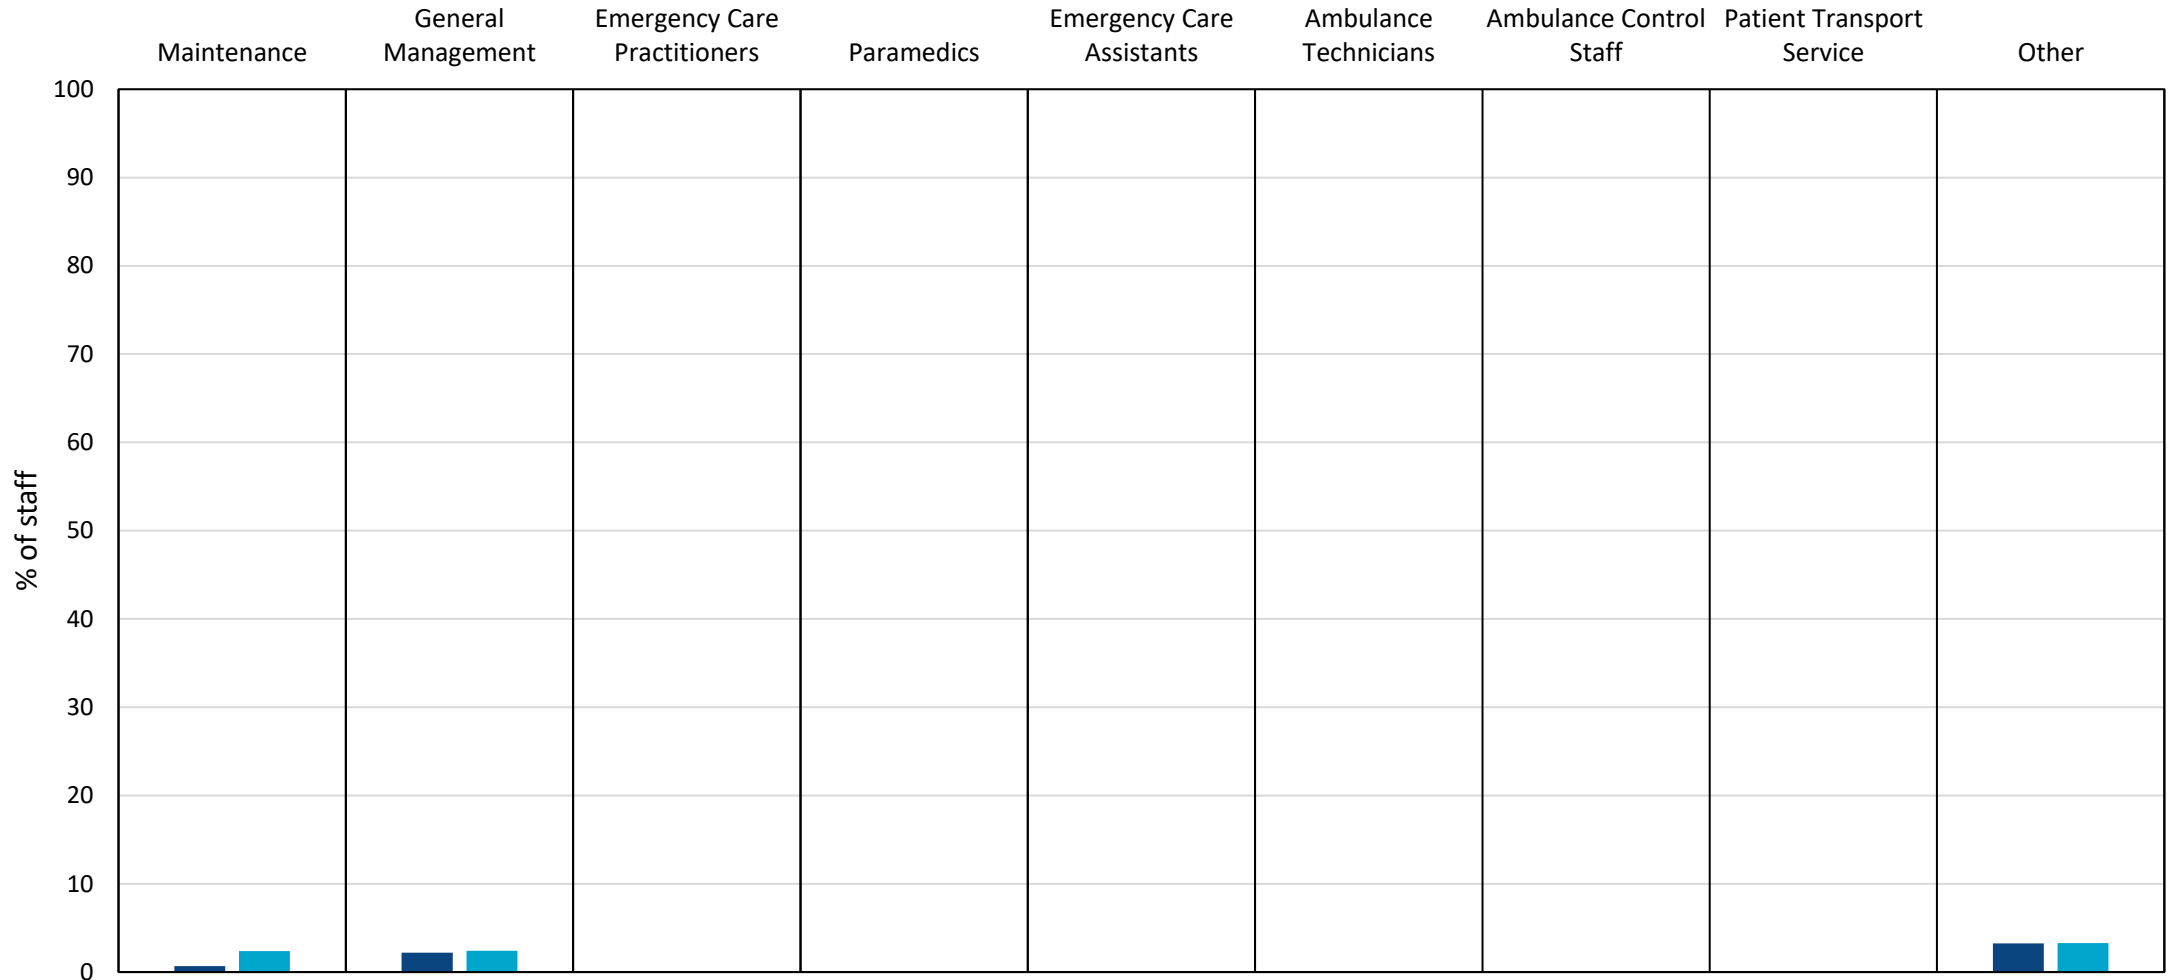 Maintenance
General
Management
Emergency Care
Practitioners
Paramedics
Emergency Care
Assistants
Ambulance
Technicians
Ambulance Control
Staff
Patient Transport
Service
Other
100
90
80
70
60
50
40
30
20
10
0
% of staff